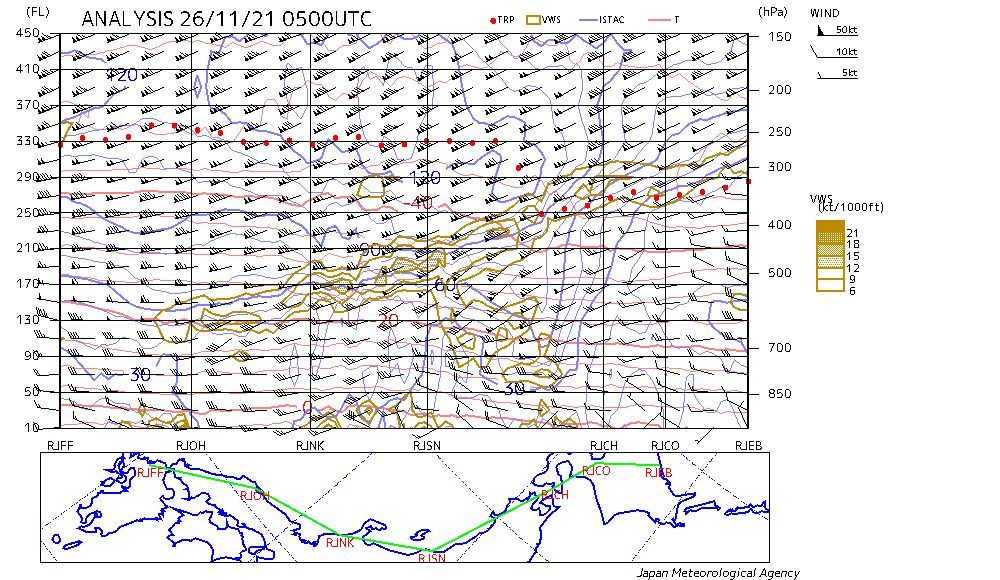 (FL) ANALYSIS 26/11/21 0500UTC TRP VWS ISTAC T (hPa) WIND
450 150 50kt
10kt
410 120 200 5kt
370
250
330
300
290 120
VWS
(kt/1000ft)
250 -40 400
21
210 60 18
15
500 12
170 60 9
6
130 -20
90 700
30
50 30 850
10 0
RJFF RJOH RJNK RJSN RJCH RJCO RJEB
RJFF RJOH RJNK RJSN RJCH RJCO RJEB
Japan Meteorological Agency